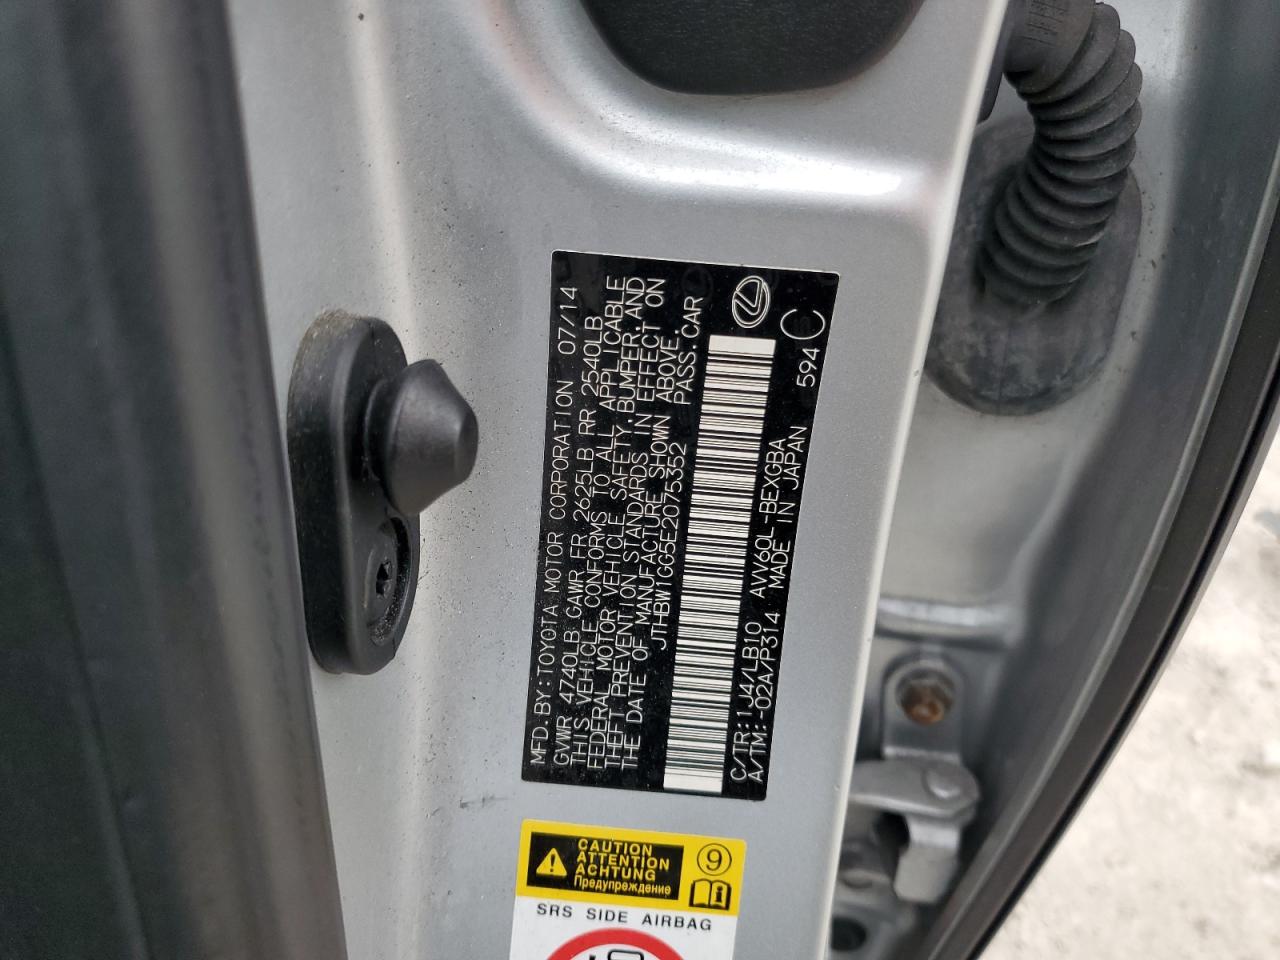 MFD.BY:TOYOTA MOTOR CORPORATION 07/14
GVWR 4740LB GAWR FR 2625LB RR 2540LB
THIS VEHICLE CONFORMS TO ALL APPLICABLE
FEDERAL MOTOR VEHICLE SAFETY,BUMPER,AND
THEFT PREVENTION STANDARDS IN EFFECT ON
THE DATE OF MANUFACTURE SHOWN ABOVE.
JTHBW1GG5E2075352 PASS.CAR
C/TR:1J4/LB10 AVV60L-BEXGBA
A/TM:-02A/P314 MADE IN JAPAN 594 C
CAUTION
ATTENTION
ACHTUNG
Предупреждение
9
i
SRS SIDE AIRBAG